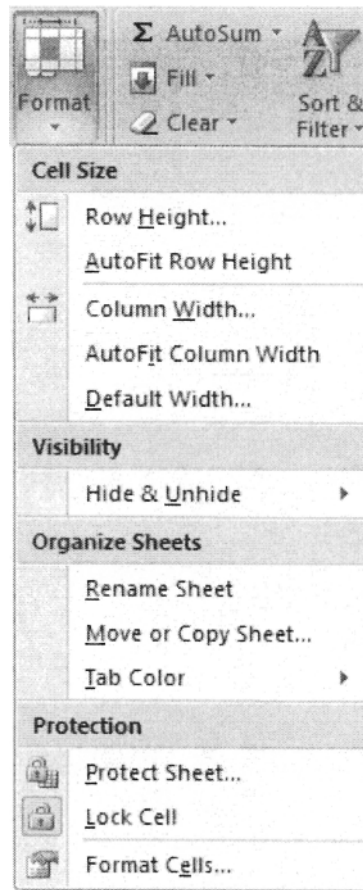 Σ AutoSum
Fill
Clear
Format
Sort &
Filter
Cell Size
Row Height...
AutoFit Row Height
Column Width...
AutoFit Column Width
Default Width...
Visibility
Hide & Unhide
Organize Sheets
Rename Sheet
Move or Copy Sheet...
Tab Color
Protection
Protect Sheet...
Lock Cell
Format Cells...